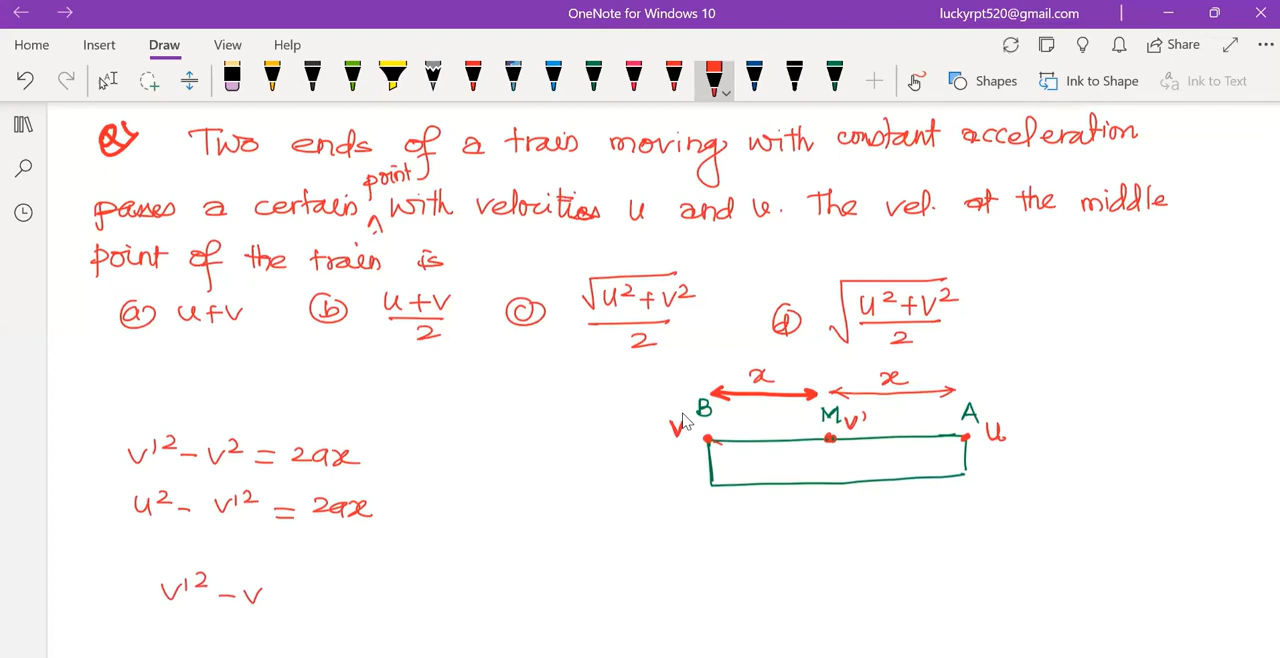 OneNote for Windows 10
luckyrpt520@gmail.com
Home Insert Draw View Help
Share
Shapes
Ink to Shape
Ink to Text
Q) Two ends of a train moving with constant acceleration
point
passes a certain ^ with velocities u and v. The vel. at the middle
point of the train is
(a) u+v (b) u+v/2 (c) √u²+v²/2 (d) √(u²+v²/2)
x x
B M v' A
v u
v'² - v² = 2ax
u² - v'² = 2ax
v'² - v